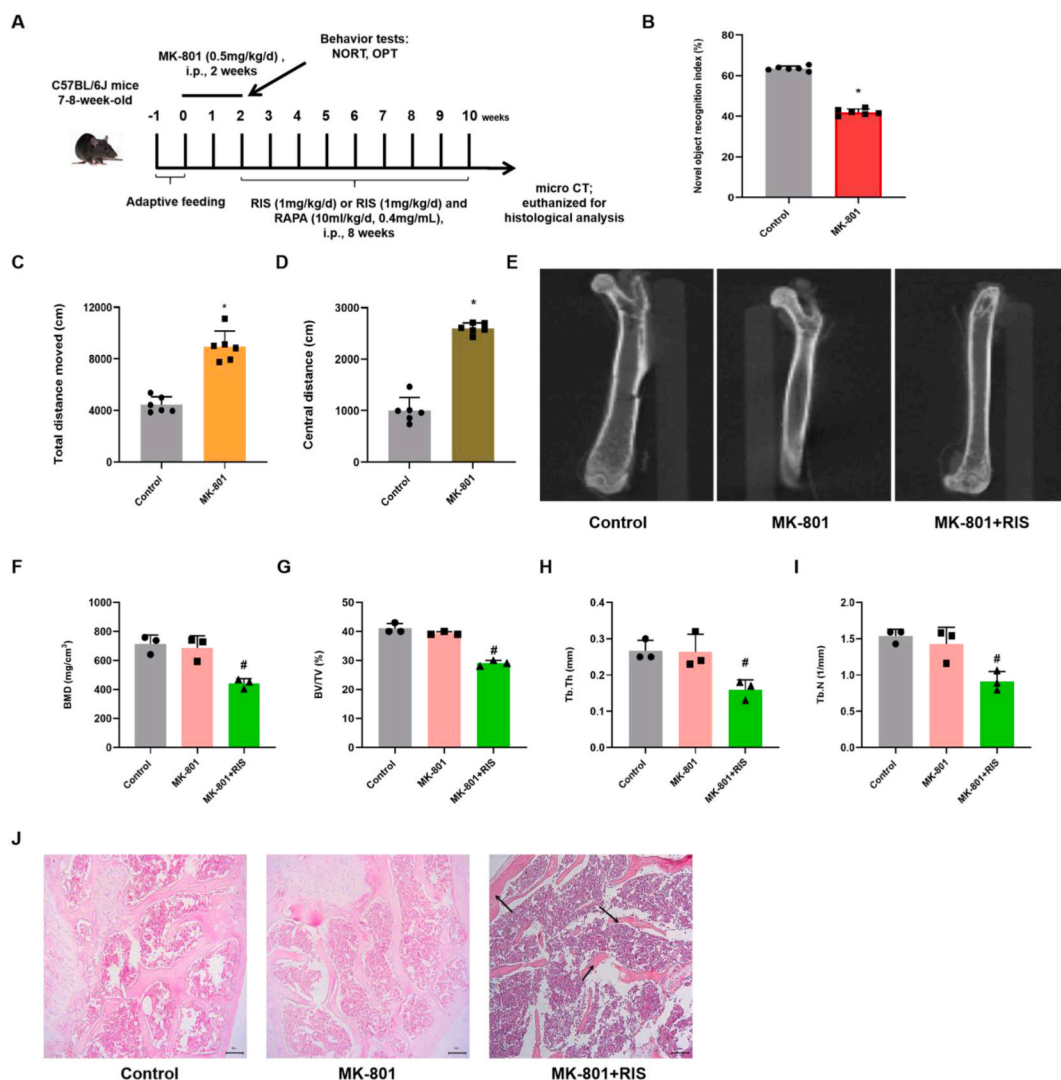 A
MK-801 (0.5mg/kg/d) ,
i.p., 2 weeks
Behavior tests:
NORT, OPT
C57BL/6J mice
7-8-week-old
-1 0 1 2 3 4 5 6 7 8 9 10 weeks
Adaptive feeding
RIS (1mg/kg/d) or RIS (1mg/kg/d) and
RAPA (10ml/kg/d, 0.4mg/mL),
i.p., 8 weeks
micro CT;
euthanized for
histological analysis
B
Novel object recognition index (%)
80
60
40
20
0
*
Control
MK-801
C
Total distance moved (cm)
12000
8000
4000
0
*
Control
MK-801
D
Central distance (cm)
3000
2000
1000
0
*
Control
MK-801
E
Control
MK-801
MK-801+RIS
F
BMD (mg/cm³)
1000
800
600
400
200
0
#
Control
MK-801
MK-801+RIS
G
BV/TV (%)
50
40
30
20
10
0
#
Control
MK-801
MK-801+RIS
H
Tb.Th (mm)
0.4
0.3
0.2
0.1
0.0
#
Control
MK-801
MK-801+RIS
I
Tb.N (1/mm)
2.0
1.5
1.0
0.5
0.0
#
Control
MK-801
MK-801+RIS
J
Control
MK-801
MK-801+RIS